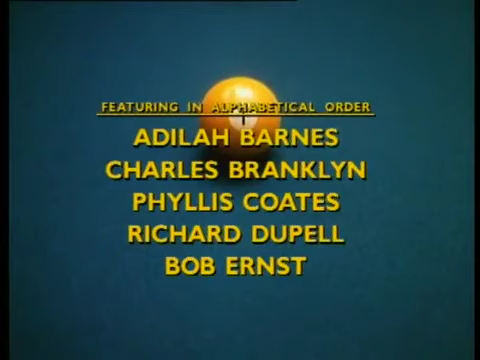 FEATURING IN ALPHABETICAL ORDER
ADILAH BARNES
CHARLES BRANKLYN
PHYLLIS COATES
RICHARD DUPELL
BOB ERNST